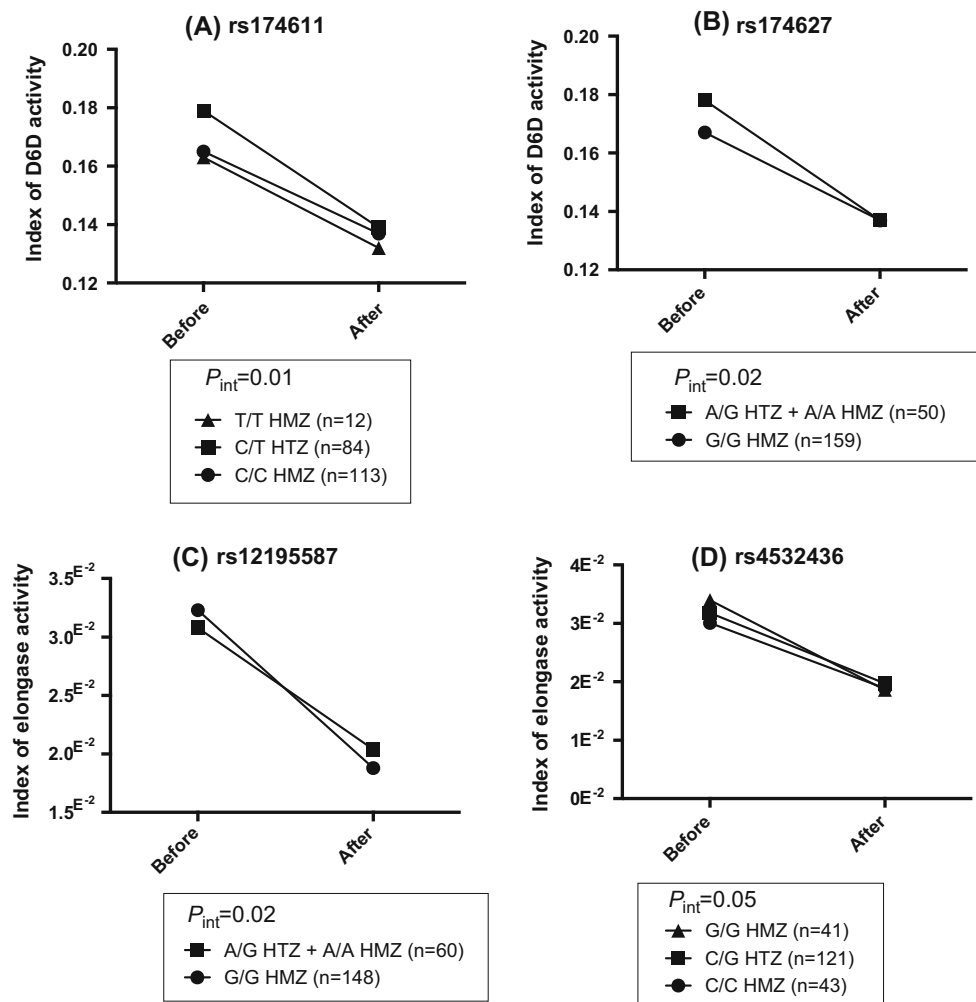 (A) rs174611
Index of D6D activity
0.20
0.18
0.16
0.14
0.12
Before
After
P_int=0.01
T/T HMZ (n=12)
C/T HTZ (n=84)
C/C HMZ (n=113)
(B) rs174627
Index of D6D activity
0.20
0.18
0.16
0.14
0.12
Before
After
P_int=0.02
A/G HTZ + A/A HMZ (n=50)
G/G HMZ (n=159)
(C) rs12195587
Index of elongase activity
3.5E-2
3.0E-2
2.5E-2
2.0E-2
1.5E-2
Before
After
P_int=0.02
A/G HTZ + A/A HMZ (n=60)
G/G HMZ (n=148)
(D) rs4532436
Index of elongase activity
4E-2
3E-2
2E-2
1E-2
0E-2
Before
After
P_int=0.05
G/G HMZ (n=41)
C/G HTZ (n=121)
C/C HMZ (n=43)